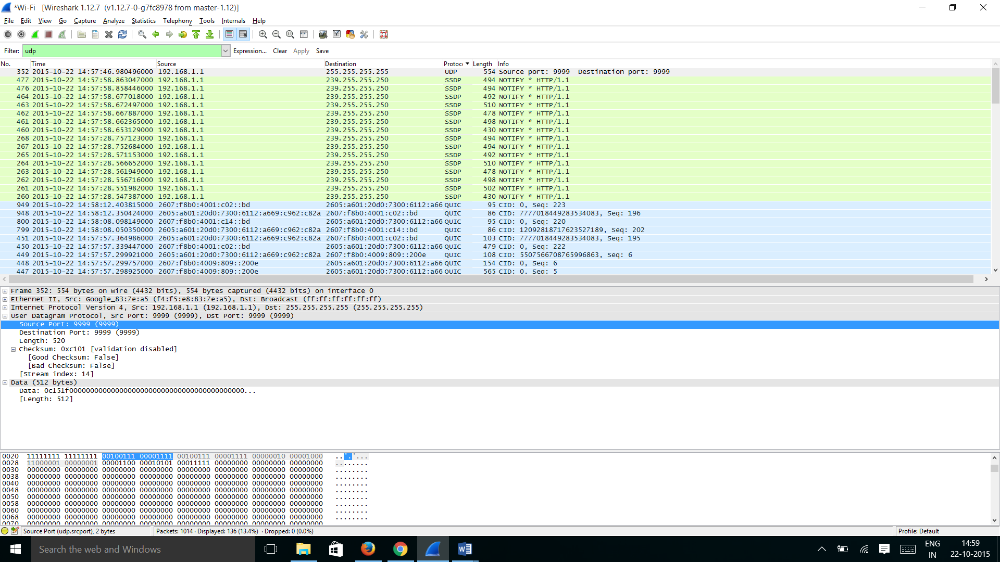 *Wi-Fi [Wireshark 1.12.7 (v1.12.7-0-g7fc8978 from master-1.12)]
File Edit View Go Capture Analyze Statistics Telephony Tools Internals Help
Filter: udp Expression... Clear Apply Save
No. Time Source Destination Protoc Length Info
352 2015-10-22 14:57:46.980496000 192.168.1.1 255.255.255.255 UDP 554 Source port: 9999 Destination port: 9999
477 2015-10-22 14:57:58.863047000 192.168.1.1 239.255.255.250 SSDP 494 NOTIFY * HTTP/1.1
476 2015-10-22 14:57:58.858446000 192.168.1.1 239.255.255.250 SSDP 494 NOTIFY * HTTP/1.1
464 2015-10-22 14:57:58.677018000 192.168.1.1 239.255.255.250 SSDP 492 NOTIFY * HTTP/1.1
463 2015-10-22 14:57:58.672497000 192.168.1.1 239.255.255.250 SSDP 510 NOTIFY * HTTP/1.1
462 2015-10-22 14:57:58.667887000 192.168.1.1 239.255.255.250 SSDP 478 NOTIFY * HTTP/1.1
461 2015-10-22 14:57:58.662365000 192.168.1.1 239.255.255.250 SSDP 498 NOTIFY * HTTP/1.1
460 2015-10-22 14:57:58.653129000 192.168.1.1 239.255.255.250 SSDP 430 NOTIFY * HTTP/1.1
268 2015-10-22 14:57:28.757123000 192.168.1.1 239.255.255.250 SSDP 494 NOTIFY * HTTP/1.1
267 2015-10-22 14:57:28.752684000 192.168.1.1 239.255.255.250 SSDP 494 NOTIFY * HTTP/1.1
265 2015-10-22 14:57:28.571153000 192.168.1.1 239.255.255.250 SSDP 492 NOTIFY * HTTP/1.1
264 2015-10-22 14:57:28.566652000 192.168.1.1 239.255.255.250 SSDP 510 NOTIFY * HTTP/1.1
263 2015-10-22 14:57:28.561949000 192.168.1.1 239.255.255.250 SSDP 478 NOTIFY * HTTP/1.1
262 2015-10-22 14:57:28.556716000 192.168.1.1 239.255.255.250 SSDP 498 NOTIFY * HTTP/1.1
261 2015-10-22 14:57:28.551982000 192.168.1.1 239.255.255.250 SSDP 502 NOTIFY * HTTP/1.1
260 2015-10-22 14:57:28.547387000 192.168.1.1 239.255.255.250 SSDP 430 NOTIFY * HTTP/1.1
949 2015-10-22 14:58:12.403815000 2607:f8b0:4001:c02::bd 2605:a601:20d0:7300:6112:a66 QUIC 95 CID: 0, Seq: 223
948 2015-10-22 14:58:12.350424000 2605:a601:20d0:7300:6112:a669:c962:c82a 2607:f8b0:4001:c02::bd QUIC 86 CID: 7777018449283534083, Seq: 196
800 2015-10-22 14:58:08.098149000 2607:f8b0:4001:c14::bd 2605:a601:20d0:7300:6112:a66 QUIC 95 CID: 0, Seq: 220
799 2015-10-22 14:58:08.050350000 2605:a601:20d0:7300:6112:a669:c962:c82a 2607:f8b0:4001:c14::bd QUIC 86 CID: 12092818717623527189, Seq: 202
451 2015-10-22 14:57:57.364986000 2605:a601:20d0:7300:6112:a669:c962:c82a 2607:f8b0:4001:c02::bd QUIC 103 CID: 7777018449283534083, Seq: 195
450 2015-10-22 14:57:57.339447000 2607:f8b0:4001:c02::bd 2605:a601:20d0:7300:6112:a66 QUIC 479 CID: 0, Seq: 222
449 2015-10-22 14:57:57.299921000 2605:a601:20d0:7300:6112:a669:c962:c82a 2607:f8b0:4009:809::200e QUIC 108 CID: 5507566708765996863, Seq: 6
448 2015-10-22 14:57:57.299757000 2607:f8b0:4009:809::200e 2605:a601:20d0:7300:6112:a66 QUIC 154 CID: 0, Seq: 6
447 2015-10-22 14:57:57.298925000 2607:f8b0:4009:809::200e 2605:a601:20d0:7300:6112:a66 QUIC 565 CID: 0, Seq: 5
Frame 352: 554 bytes on wire (4432 bits), 554 bytes captured (4432 bits) on interface 0
Ethernet II, Src: Google_83:7e:a5 (f4:f5:e8:83:7e:a5), Dst: Broadcast (ff:ff:ff:ff:ff:ff)
Internet Protocol Version 4, Src: 192.168.1.1 (192.168.1.1), Dst: 255.255.255.255 (255.255.255.255)
User Datagram Protocol, Src Port: 9999 (9999), Dst Port: 9999 (9999)
Source Port: 9999 (9999)
Destination Port: 9999 (9999)
Length: 520
Checksum: 0xc101 [validation disabled]
[Good Checksum: False]
[Bad Checksum: False]
[Stream index: 14]
Data (512 bytes)
Data: 0c151f000000000000000000000000000000000000000000...
[Length: 512]
0020 11111111 11111111 00100111 00001111 00100111 00001111 00000010 00001000 ..'.'...
0028 11000001 00000001 00001100 00010101 00011111 00000000 00000000 00000000 ........
0030 00000000 00000000 00000000 00000000 00000000 00000000 00000000 00000000 ........
0038 00000000 00000000 00000000 00000000 00000000 00000000 00000000 00000000 ........
0040 00000000 00000000 00000000 00000000 00000000 00000000 00000000 00000000 ........
0048 00000000 00000000 00000000 00000000 00000000 00000000 00000000 00000000 ........
0050 00000000 00000000 00000000 00000000 00000000 00000000 00000000 00000000 ........
0058 00000000 00000000 00000000 00000000 00000000 00000000 00000000 00000000 ........
0060 00000000 00000000 00000000 00000000 00000000 00000000 00000000 00000000 ........
0068 00000000 00000000 00000000 00000000 00000000 00000000 00000000 00000000 ........
Source Port (udp.srcport), 2 bytes Packets: 1014 · Displayed: 136 (13.4%) · Dropped: 0 (0.0%) Profile: Default
Search the web and Windows ENG IN 14:59 22-10-2015